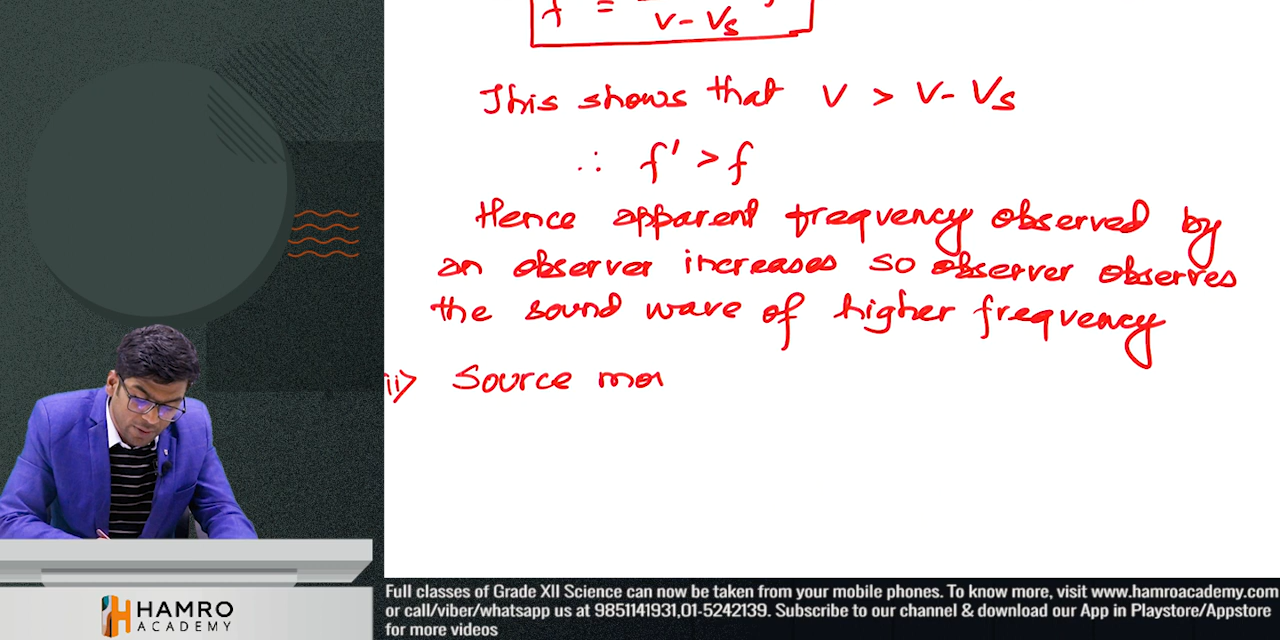 f =
V - Vs
This shows that V > V - Vs
∴ f' > f
Hence apparent frequency observed by
an observer increases so observer observes
the sound wave of higher frequency
ii> Source mov
HAMRO
ACADEMY
Full classes of Grade XII Science can now be taken from your mobile phones. To know more, visit www.hamroacademy.com
or call/viber/whatsapp us at 9851141931,01-5242139. Subscribe to our channel & download our App in Playstore/Appstore
for more videos